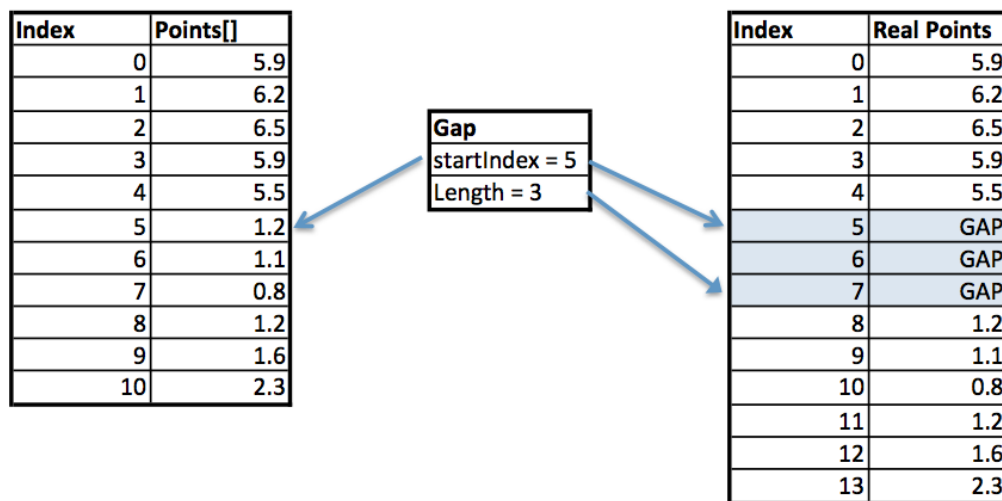 Index Points[]
0 5.9
1 6.2
2 6.5
3 5.9
4 5.5
5 1.2
6 1.1
7 0.8
8 1.2
9 1.6
10 2.3
Gap
startIndex = 5
Length = 3
Index Real Points
0 5.9
1 6.2
2 6.5
3 5.9
4 5.5
5 GAP
6 GAP
7 GAP
8 1.2
9 1.1
10 0.8
11 1.2
12 1.6
13 2.3